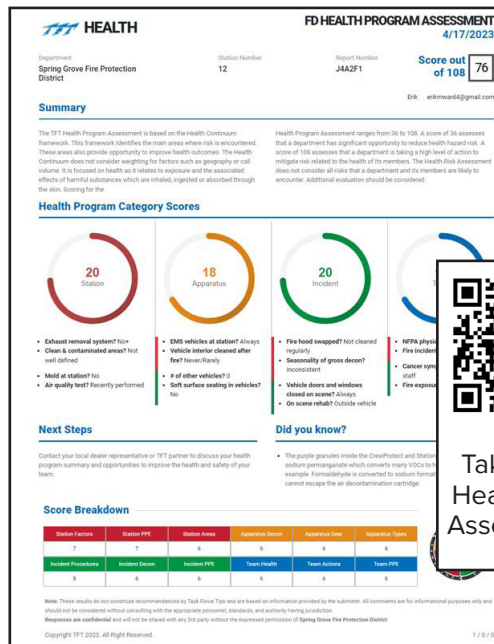 TFT HEALTH
FD HEALTH PROGRAM ASSESSMENT
4/17/2023
Department
Spring Grove Fire Protection
District
Station Number
12
Report Number
J4A2F1
Score out
of 108
76
Erik erikmward4@gmail.com
Summary
The TFT Health Program Assessment is based on the Health Continuum
framework. This framework identifies the main areas where risk is encountered.
These areas also provide opportunity to improve health outcomes. The Health
Continuum does not consider weighting for factors such as geography or call
volume. It is focused on health as it relates to exposure and the associated
effects of harmful substances which are inhaled, ingested or absorbed through
the skin. Scoring for the
Health Program Assessment ranges from 36 to 108. A score of 36 assesses
that a department has significant opportunity to reduce health hazard risk. A
score of 108 assesses that a department is taking a high level of action to
mitigate risk related to the health of its members. The Health Risk Assessment
does not consider all risks that a department and its members are likely to
encounter. Additional evaluation should be considered.
Health Program Category Scores
20
Station
18
Apparatus
20
Incident
• Exhaust removal system? No+
• Clean & contaminated areas? Not
well defined
• Mold at station? No
• Air quality test? Recently performed
• EMS vehicles at station? Always
• Vehicle interior cleaned after
fire? Never/Rarely
• # of other vehicles? 0
• Soft surface seating in vehicles?
No
• Fire hood swapped? Not cleaned
regularly
• Seasonality of gross decon?
Inconsistent
• Vehicle doors and windows
closed on scene? Always
• On scene rehab? Outside vehicle
• NFPA physic
• Fire inciden
• Cancer sym
staff
• Fire exposu
Next Steps
Contact your local dealer representative or TFT partner to discuss your health
program summary and opportunities to improve the health and safety of your
team.
Did you know?
• The purple granules inside the CrewProtect and Station
sodium permanganate which converts many VOCs to h
example. Formaldehyde is converted to sodium format
cannot escape the air decontamination cartridge.
Tak
Hea
Asse
Score Breakdown
Station Factors Station PPE Station Areas Apparatus Decon Apparatus Gear Apparatus Types
7 7 6 6 6 6
Incident Procedures Incident Decon Incident PPE Team Health Team Actions Team PPE
8 6 6 6 6 6
Note: These results do not constitute recommendations by Task Force Tips and are based on information provided by the submitter. All comments are for informational purposes only and
should not be considered without consulting with the appropriate personnel, standards, and authority having jurisdiction.
Responses are confidential and will not be shared with any 3rd party without the expressed permission of Spring Grove Fire Protection District
Copyright TFT 2023. All Right Reserved.